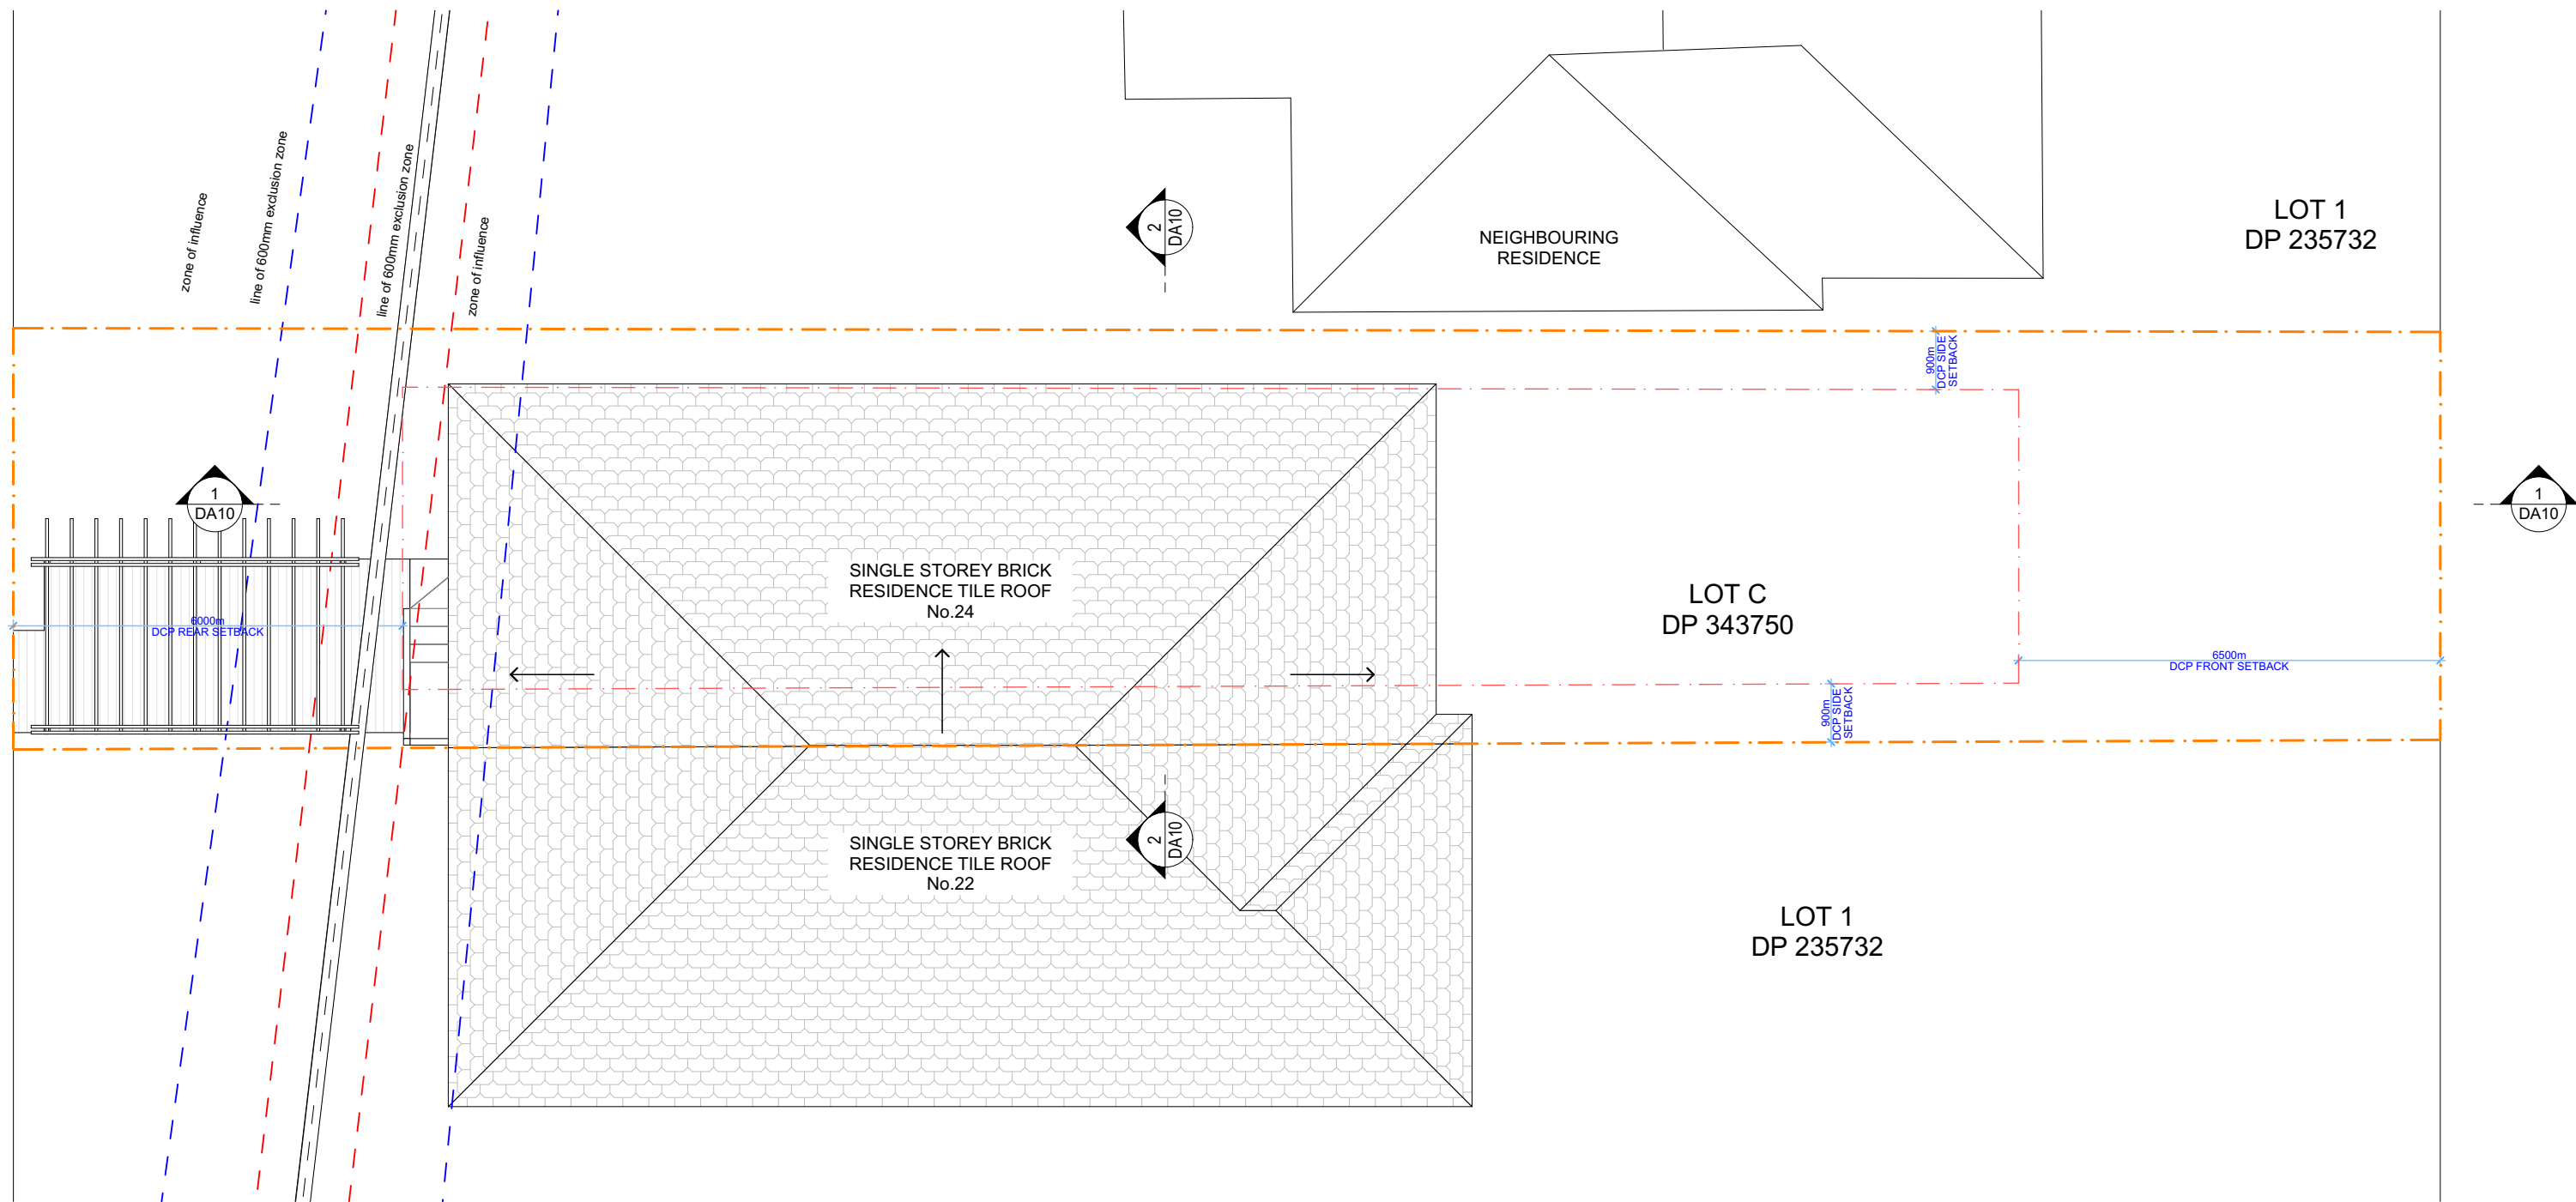 zone of influence
line of 600mm exclusion zone
line of 600mm exclusion zone
zone of influence
2
DA10
NEIGHBOURING
RESIDENCE
LOT 1
DP 235732
900m
DCP SIDE
SETBACK
1
DA10
1
DA10
SINGLE STOREY BRICK
RESIDENCE TILE ROOF
No.24
LOT C
DP 343750
6000m
DCP REAR SETBACK
6500m
DCP FRONT SETBACK
900m
DCP SIDE
SETBACK
SINGLE STOREY BRICK
RESIDENCE TILE ROOF
No.22
2
DA10
LOT 1
DP 235732